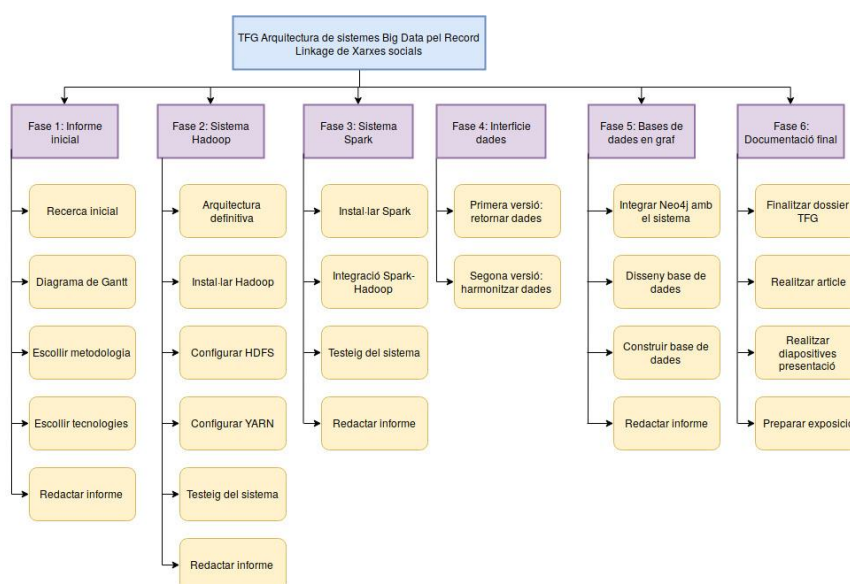 TFG Arquitectura de sistemes Big Data pel Record
Linkage de Xarxes socials
Fase 1: Informe
inicial
Recerca inicial
Diagrama de Gantt
Escollir metodologia
Escollir tecnologies
Redactar informe
Fase 2: Sistema
Hadoop
Arquitectura
definitiva
Instal·lar Hadoop
Configurar HDFS
Configurar YARN
Testeig del sistema
Redactar informe
Fase 3: Sistema
Spark
Instal·lar Spark
Integració Spark-
Hadoop
Testeig del sistema
Redactar informe
Fase 4: Interficie
dades
Primera versió:
retornar dades
Segona versió:
harmonitzar dades
Fase 5: Bases de
dades en graf
Integrar Neo4j amb
el sistema
Disseny base de
dades
Construir base de
dades
Redactar informe
Fase 6:
Documentació final
Finalitzar dossier
TFG
Realitzar article
Realitzar
diapositives
presentació
Preparar exposició